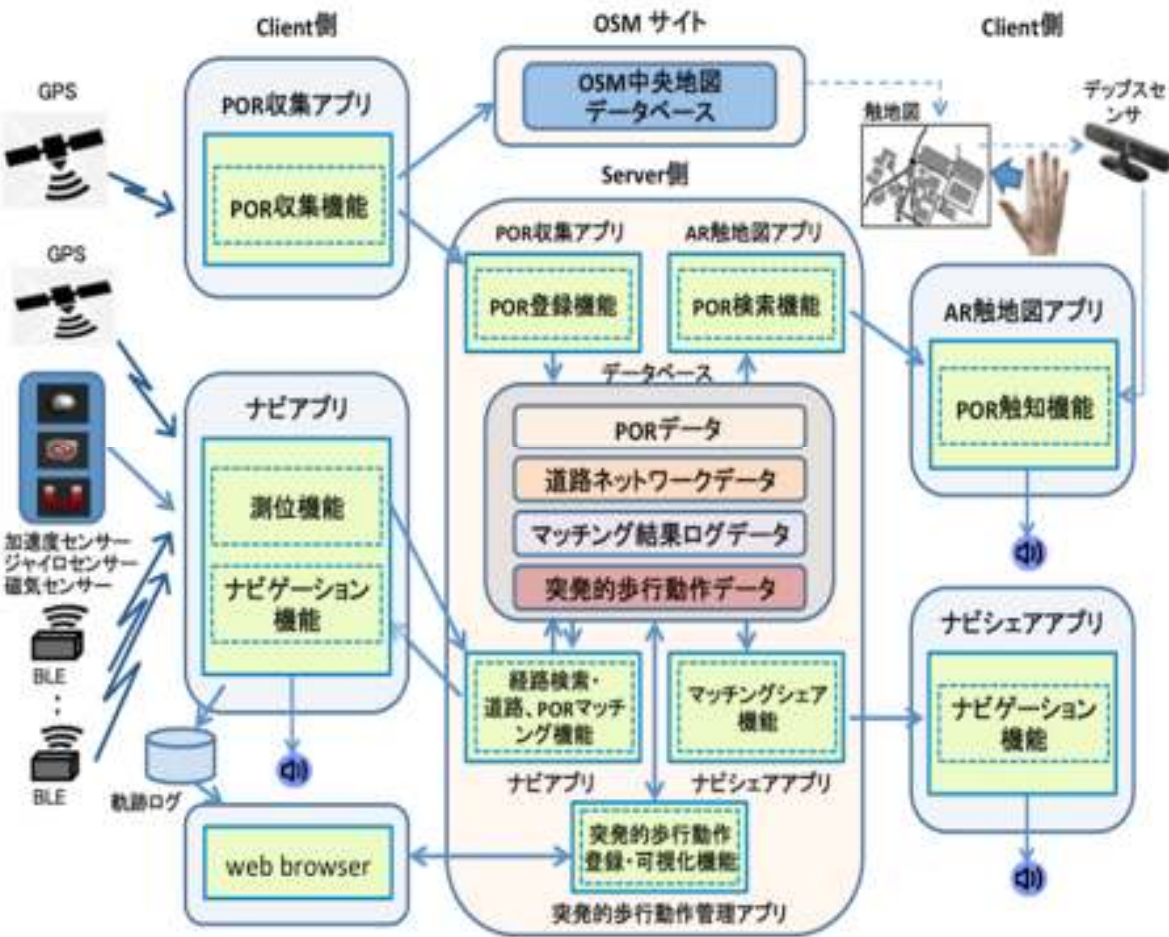 Client側
OSM サイト
Client側
GPS
POR収集アプリ
POR収集機能
OSM中央地図
データベース
触地図
デップスセ
ンサ
Server側
POR収集アプリ
AR触地図アプリ
POR登録機能
POR検索機能
AR触地図アプリ
POR触知機能
GPS
ナビアプリ
測位機能
ナビゲーション
機能
加速度センサー
ジャイロセンサー
磁気センサー
BLE
BLE
データベース
PORデータ
道路ネットワークデータ
マッチング結果ログデータ
突発的歩行動作データ
経路検索・
道路、PORマッチ
ング機能
ナビアプリ
マッチングシェア
機能
ナビシェアアプリ
ナビシェアアプリ
ナビゲーション
機能
軌跡ログ
web browser
突発的歩行動作
登録・可視化機能
突発的歩行動作管理アプリ